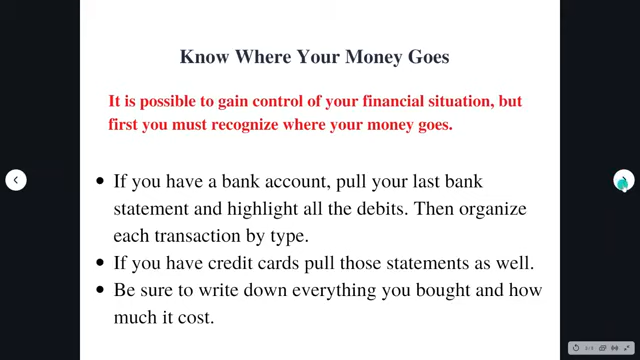 Know Where Your Money Goes
It is possible to gain control of your financial situation, but
first you must recognize where your money goes.
If you have a bank account, pull your last bank
statement and highlight all the debits. Then organize
each transaction by type.
If you have credit cards pull those statements as well.
Be sure to write down everything you bought and how
much it cost.